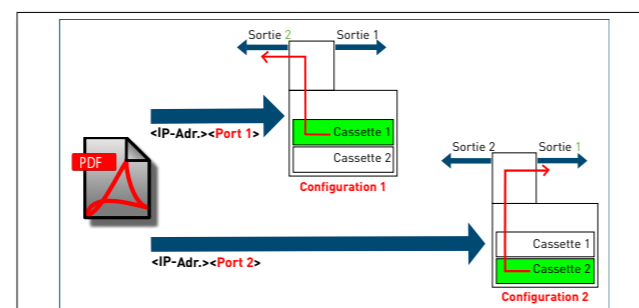 Sortie 2
Sortie 1
<IP-Adr.><Port 1>
Cassette 1
Cassette 2
Configuration 1
PDF
Sortie 2
Sortie 1
Cassette 1
Cassette 2
<IP-Adr.><Port 2>
Configuration 2